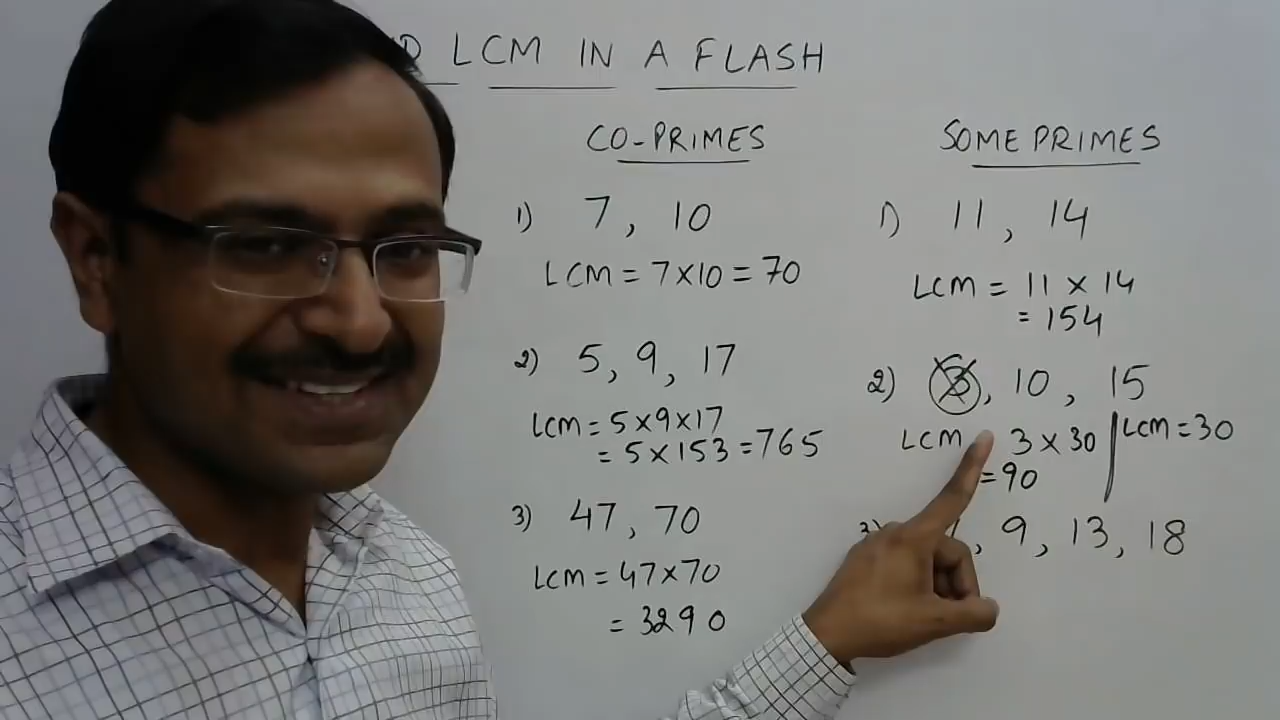 LCM IN A FLASH
CO-PRIMES
1) 7, 10
LCM = 7×10 = 70
2) 5, 9, 17
LCM = 5×9×17
= 5×153 = 765
3) 47, 70
LCM = 47×70
= 3290
SOME PRIMES
1) 11, 14
LCM = 11 × 14
= 154
2) 3, 10, 15
LCM 3 × 30 | LCM = 30
= 90
, 9, 13, 18